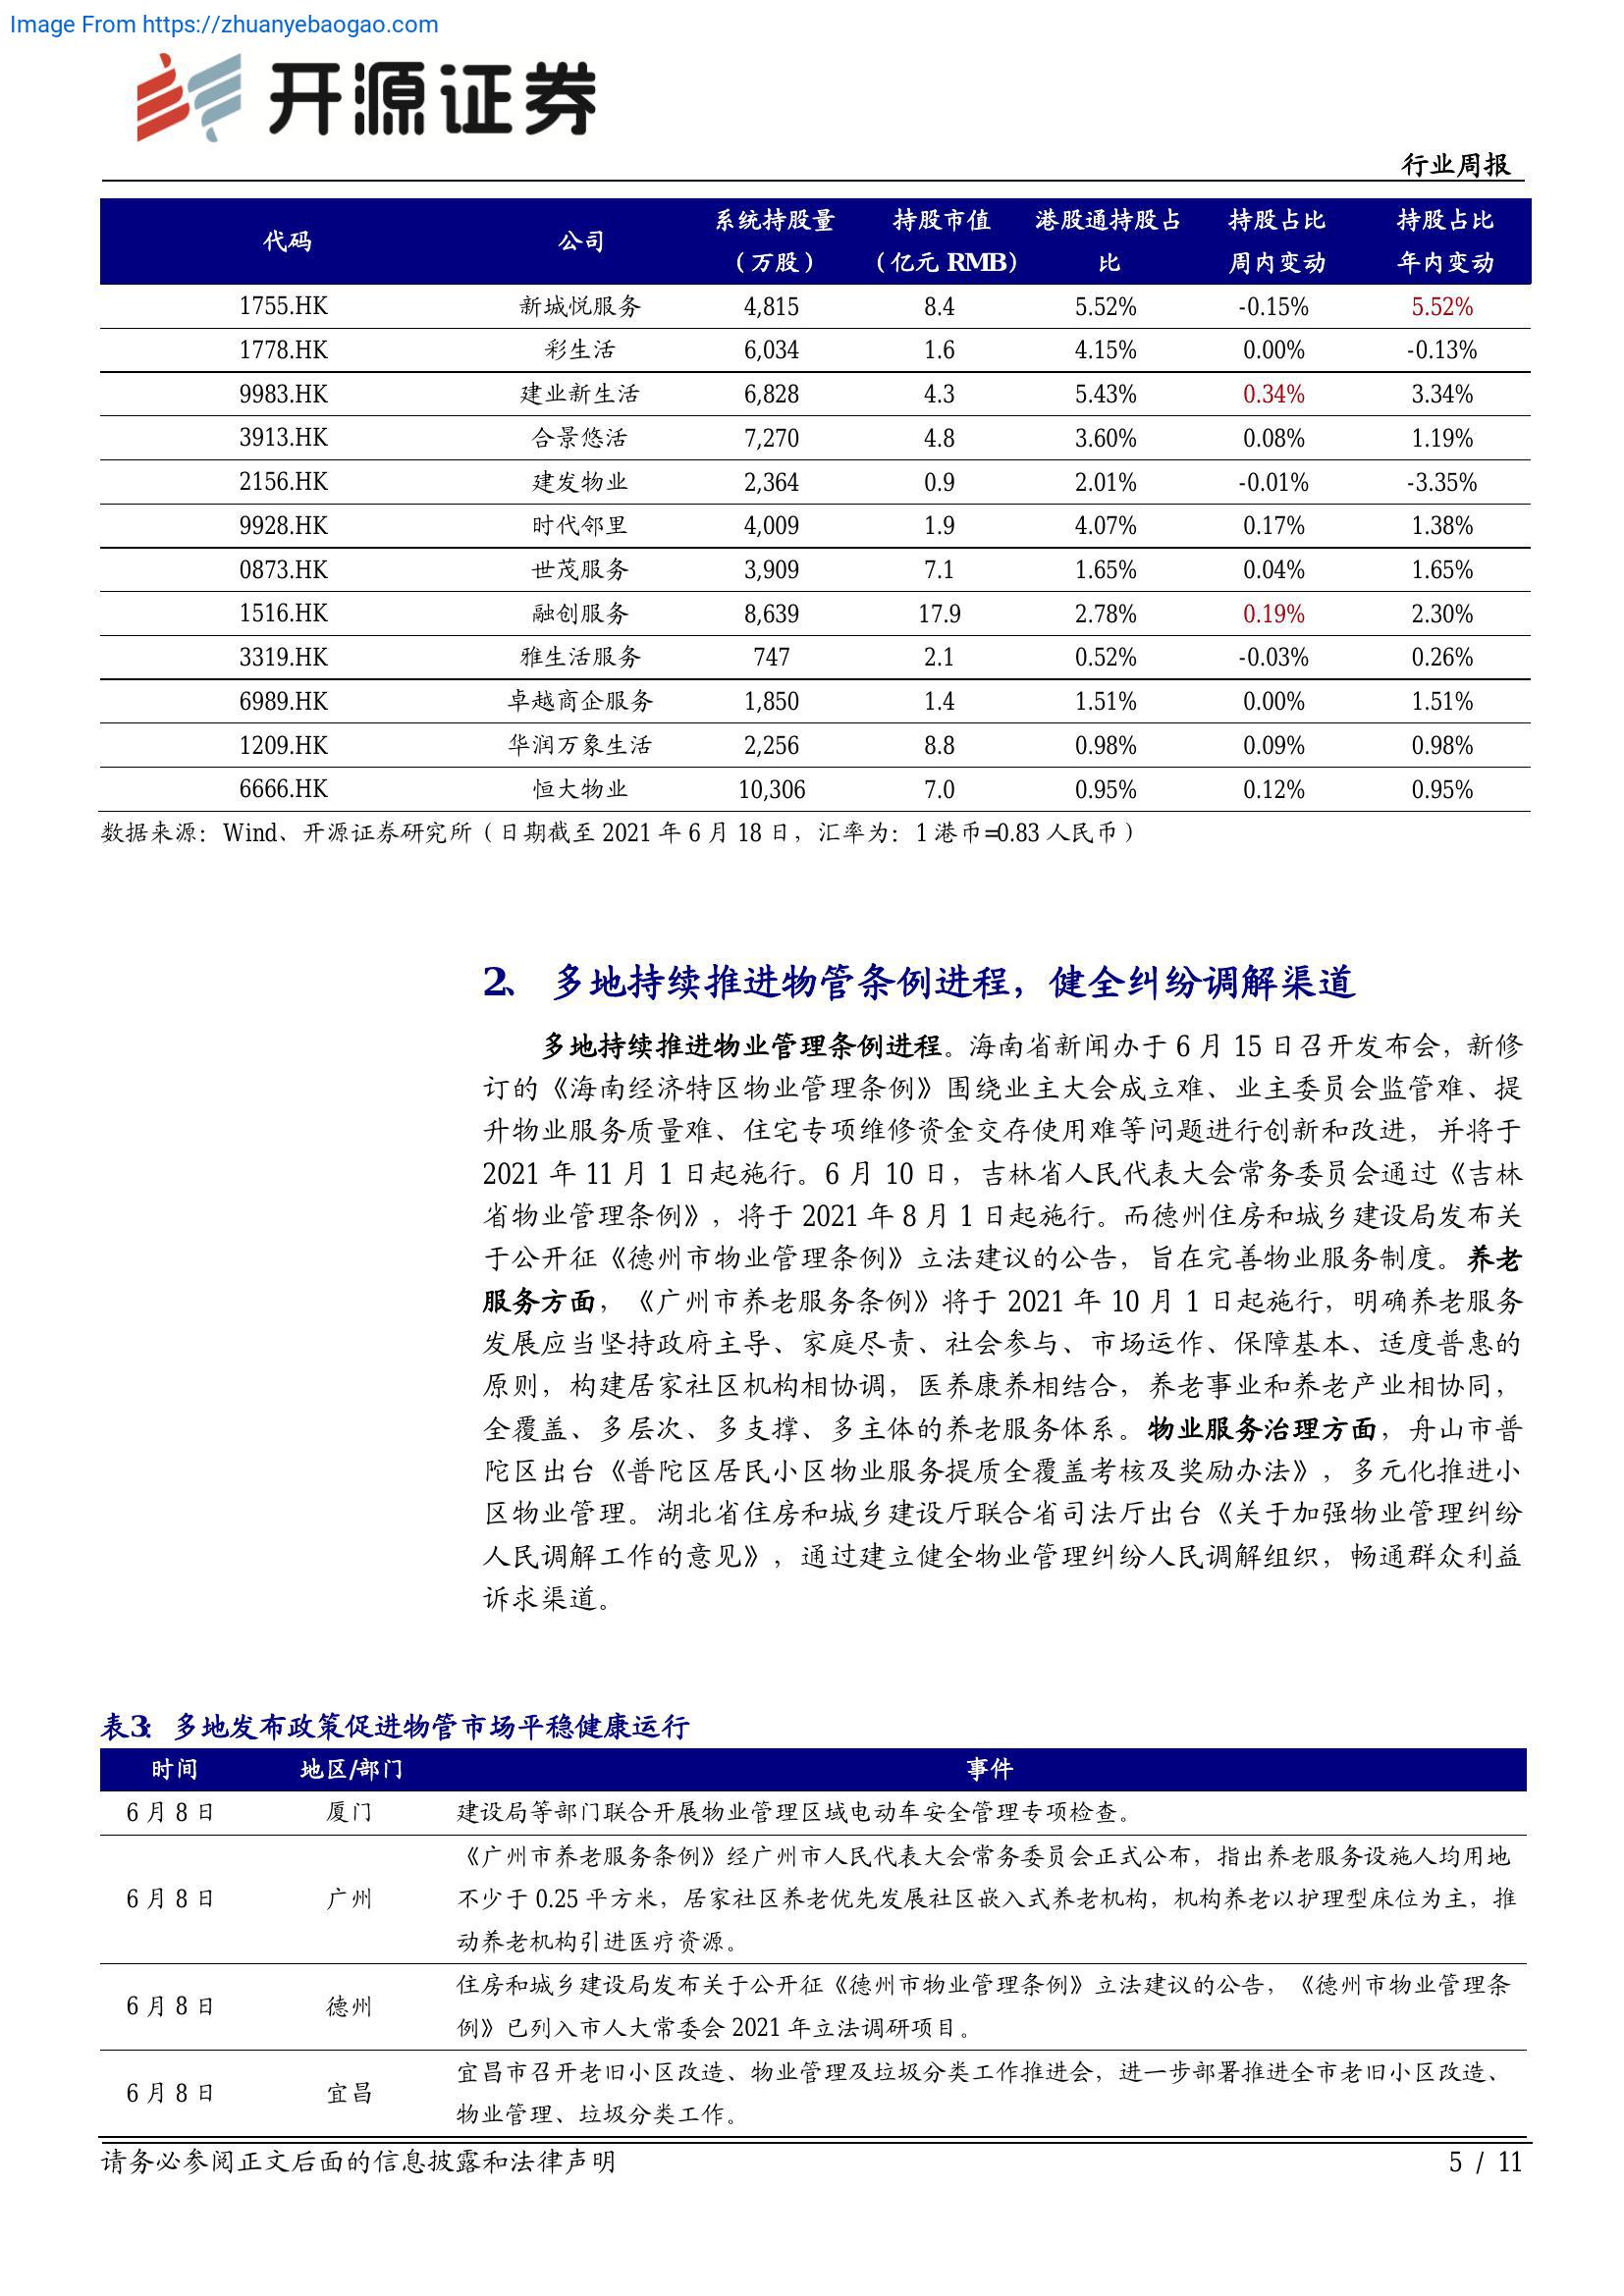 Image From https://zhuanyebaogao.com
开源证券
行业周报
代码 公司 系统持股量（万股） 持股市值（亿元 RMB） 港股通持股占比 持股占比周内变动 持股占比年内变动
1755.HK 新城悦服务 4,815 8.4 5.52% -0.15% 5.52%
1778.HK 彩生活 6,034 1.6 4.15% 0.00% -0.13%
9983.HK 建业新生活 6,828 4.3 5.43% 0.34% 3.34%
3913.HK 合景悠活 7,270 4.8 3.60% 0.08% 1.19%
2156.HK 建发物业 2,364 0.9 2.01% -0.01% -3.35%
9928.HK 时代邻里 4,009 1.9 4.07% 0.17% 1.38%
0873.HK 世茂服务 3,909 7.1 1.65% 0.04% 1.65%
1516.HK 融创服务 8,639 17.9 2.78% 0.19% 2.30%
3319.HK 雅生活服务 747 2.1 0.52% -0.03% 0.26%
6989.HK 卓越商企服务 1,850 1.4 1.51% 0.00% 1.51%
1209.HK 华润万象生活 2,256 8.8 0.98% 0.09% 0.98%
6666.HK 恒大物业 10,306 7.0 0.95% 0.12% 0.95%
数据来源：Wind、开源证券研究所（日期截至 2021 年 6 月 18 日，汇率为：1 港币=0.83 人民币）
2、 多地持续推进物管条例进程，健全纠纷调解渠道
多地持续推进物业管理条例进程。海南省新闻办于 6 月 15 日召开发布会，新修
订的《海南经济特区物业管理条例》围绕业主大会成立难、业主委员会监管难、提
升物业服务质量难、住宅专项维修资金交存使用难等问题进行创新和改进，并将于
2021 年 11 月 1 日起施行。6 月 10 日，吉林省人民代表大会常务委员会通过《吉林
省物业管理条例》，将于 2021 年 8 月 1 日起施行。而德州住房和城乡建设局发布关
于公开征《德州市物业管理条例》立法建议的公告，旨在完善物业服务制度。养老
服务方面，《广州市养老服务条例》将于 2021 年 10 月 1 日起施行，明确养老服务
发展应当坚持政府主导、家庭尽责、社会参与、市场运作、保障基本、适度普惠的
原则，构建居家社区机构相协调，医养康养相结合，养老事业和养老产业相协同，
全覆盖、多层次、多支撑、多主体的养老服务体系。物业服务治理方面，舟山市普
陀区出台《普陀区居民小区物业服务提质全覆盖考核及奖励办法》，多元化推进小
区物业管理。湖北省住房和城乡建设厅联合省司法厅出台《关于加强物业管理纠纷
人民调解工作的意见》，通过建立健全物业管理纠纷人民调解组织，畅通群众利益
诉求渠道。
表3：多地发布政策促进物管市场平稳健康运行
时间 地区/部门 事件
6 月 8 日 厦门 建设局等部门联合开展物业管理区域电动车安全管理专项检查。
《广州市养老服务条例》经广州市人民代表大会常务委员会正式公布，指出养老服务设施人均用地
6 月 8 日 广州 不少于 0.25 平方米，居家社区养老优先发展社区嵌入式养老机构，机构养老以护理型床位为主，推
动养老机构引进医疗资源。
6 月 8 日 德州 住房和城乡建设局发布关于公开征《德州市物业管理条例》立法建议的公告，《德州市物业管理条
例》已列入市人大常委会 2021 年立法调研项目。
6 月 8 日 宜昌 宜昌市召开老旧小区改造、物业管理及垃圾分类工作推进会，进一步部署推进全市老旧小区改造、
物业管理、垃圾分类工作。
请务必参阅正文后面的信息披露和法律声明 5 / 11